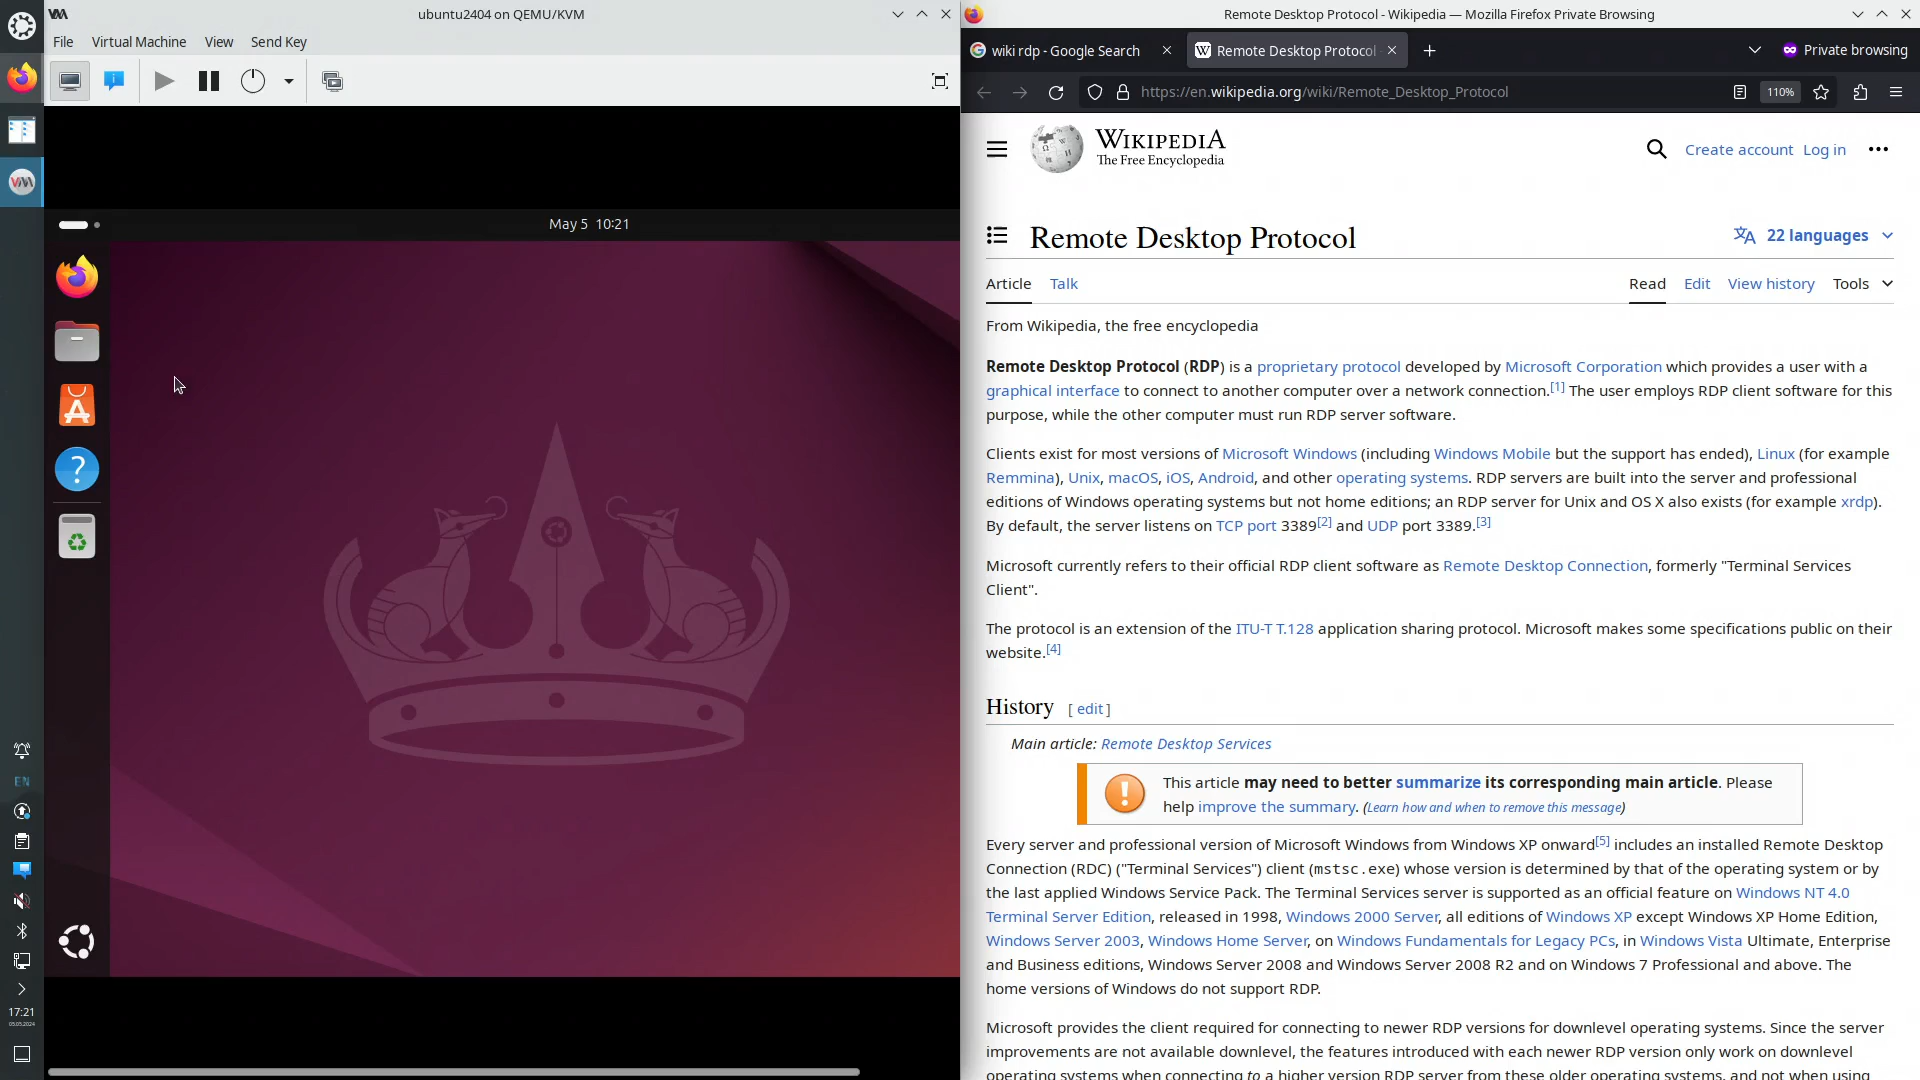 ubuntu2404 on QEMU/KVM
File Virtual Machine View Send Key
May 5 10:21
EN
17:21
05.05.2024
Remote Desktop Protocol - Wikipedia — Mozilla Firefox Private Browsing
wiki rdp - Google Search
Remote Desktop Protocol
Private browsing
https://en.wikipedia.org/wiki/Remote_Desktop_Protocol
110%
WIKIPEDIA
The Free Encyclopedia
Create account Log in
Remote Desktop Protocol
22 languages
Article Talk
Read Edit View history Tools
From Wikipedia, the free encyclopedia
Remote Desktop Protocol (RDP) is a proprietary protocol developed by Microsoft Corporation which provides a user with a
graphical interface to connect to another computer over a network connection.[1] The user employs RDP client software for this
purpose, while the other computer must run RDP server software.
Clients exist for most versions of Microsoft Windows (including Windows Mobile but the support has ended), Linux (for example
Remmina), Unix, macOS, iOS, Android, and other operating systems. RDP servers are built into the server and professional
editions of Windows operating systems but not home editions; an RDP server for Unix and OS X also exists (for example xrdp).
By default, the server listens on TCP port 3389[2] and UDP port 3389.[3]
Microsoft currently refers to their official RDP client software as Remote Desktop Connection, formerly "Terminal Services
Client".
The protocol is an extension of the ITU-T T.128 application sharing protocol. Microsoft makes some specifications public on their
website.[4]
History [ edit ]
Main article: Remote Desktop Services
This article may need to better summarize its corresponding main article. Please
help improve the summary. (Learn how and when to remove this message)
Every server and professional version of Microsoft Windows from Windows XP onward[5] includes an installed Remote Desktop
Connection (RDC) ("Terminal Services") client (mstsc.exe) whose version is determined by that of the operating system or by
the last applied Windows Service Pack. The Terminal Services server is supported as an official feature on Windows NT 4.0
Terminal Server Edition, released in 1998, Windows 2000 Server, all editions of Windows XP except Windows XP Home Edition,
Windows Server 2003, Windows Home Server, on Windows Fundamentals for Legacy PCs, in Windows Vista Ultimate, Enterprise
and Business editions, Windows Server 2008 and Windows Server 2008 R2 and on Windows 7 Professional and above. The
home versions of Windows do not support RDP.
Microsoft provides the client required for connecting to newer RDP versions for downlevel operating systems. Since the server
improvements are not available downlevel, the features introduced with each newer RDP version only work on downlevel
operating systems when connecting to a higher version RDP server from these older operating systems, and not when using